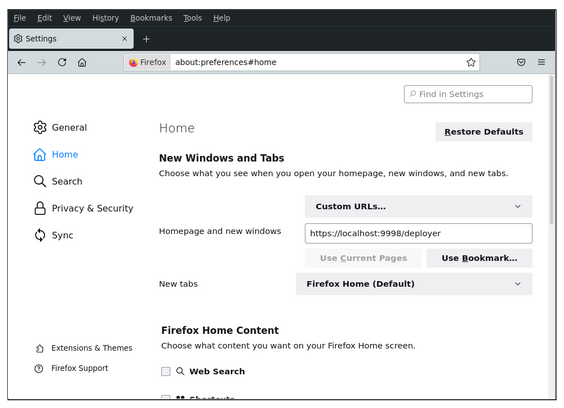 File Edit View History Bookmarks Tools Help
Settings
Firefox about:preferences#home
Find in Settings
General
Home
Restore Defaults
Home
New Windows and Tabs
Search
Choose what you see when you open your homepage, new windows, and new tabs.
Privacy & Security
Custom URLs...
Sync
Homepage and new windows
https://localhost:9998/deployer
Use Current Pages
Use Bookmark...
New tabs
Firefox Home (Default)
Firefox Home Content
Extensions & Themes
Choose what content you want on your Firefox Home screen.
Firefox Support
Web Search
Shortcuts